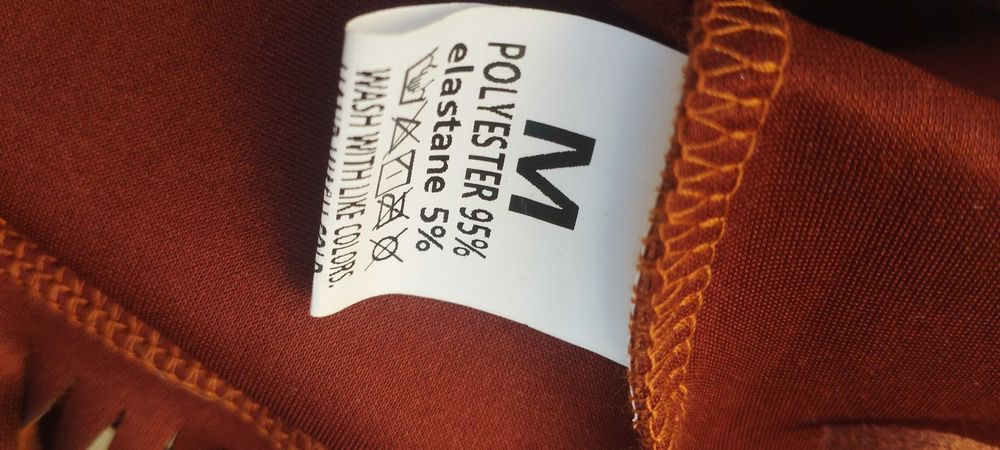 M
POLYESTER 95%
elastane 5%
WASH WITH LIKE COLORS.